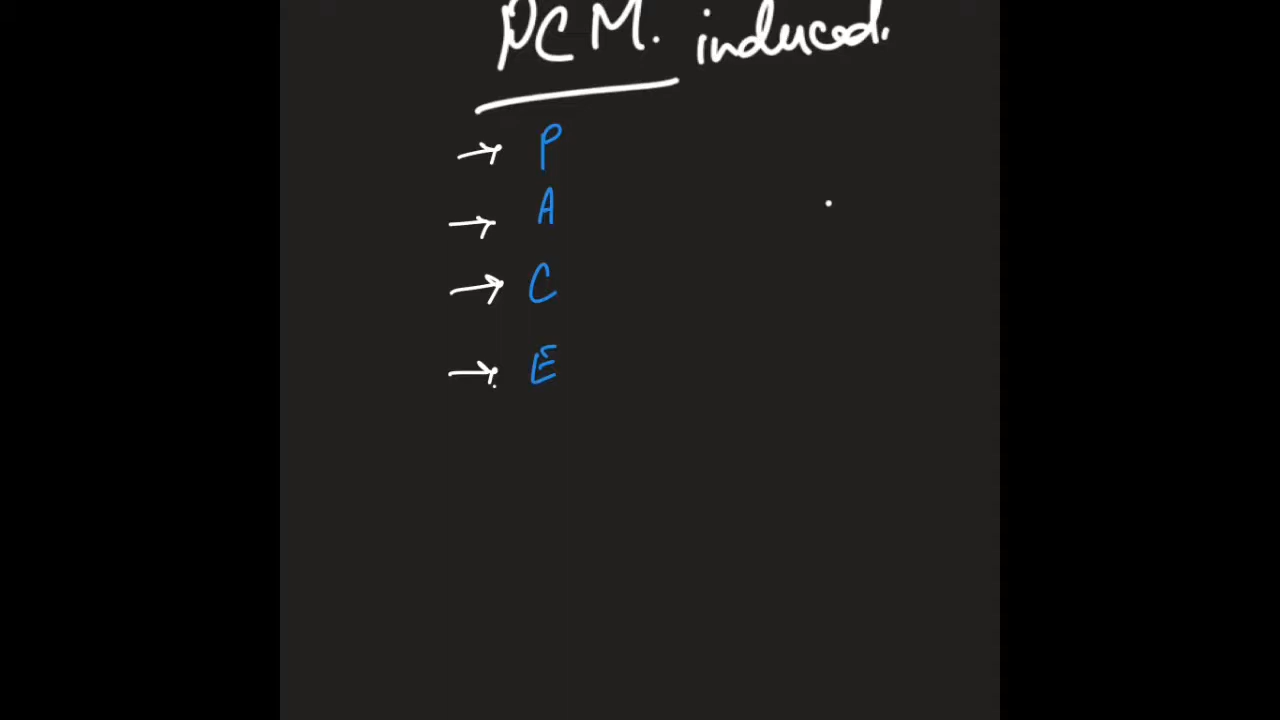 PCM. induced.
→ P
→ A
→ C
→ E